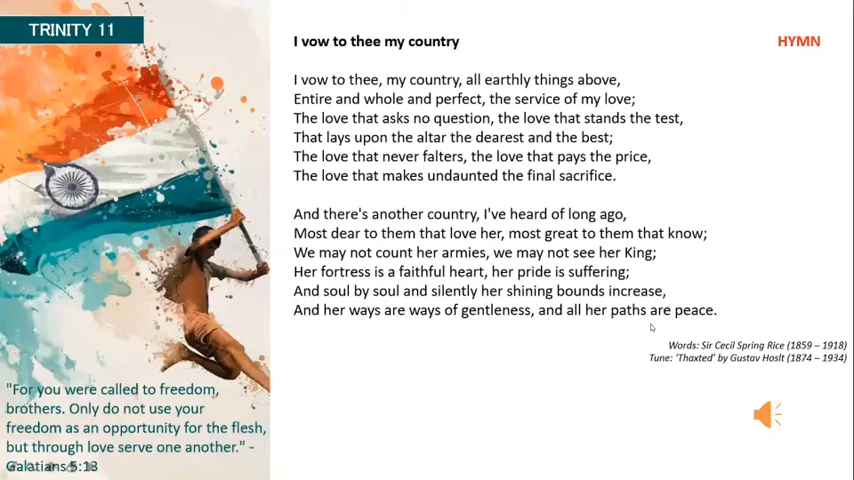 TRINITY 11
I vow to thee my country
HYMN
I vow to thee, my country, all earthly things above,
Entire and whole and perfect, the service of my love;
The love that asks no question, the love that stands the test,
That lays upon the altar the dearest and the best;
The love that never falters, the love that pays the price,
The love that makes undaunted the final sacrifice.
And there's another country, I've heard of long ago,
Most dear to them that love her, most great to them that know;
We may not count her armies, we may not see her King;
Her fortress is a faithful heart, her pride is suffering;
And soul by soul and silently her shining bounds increase,
And her ways are ways of gentleness, and all her paths are peace.
Words: Sir Cecil Spring Rice (1859 – 1918)
Tune: ‘Thaxted’ by Gustav Hoslt (1874 – 1934)
"For you were called to freedom,
brothers. Only do not use your
freedom as an opportunity for the flesh,
but through love serve one another." -
Galatians 5:13